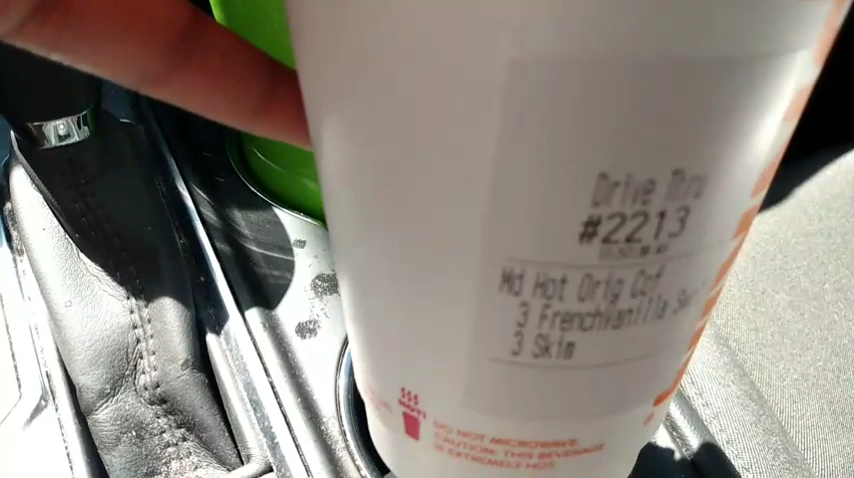 Drive Thru
#2213
Md Hot Orig Cof
3 Frenchvanilla
3 Skim
HOT!
DO NOT MICROWAVE
CAUTION: THIS BEVERAGE
IS EXTREMELY HOT